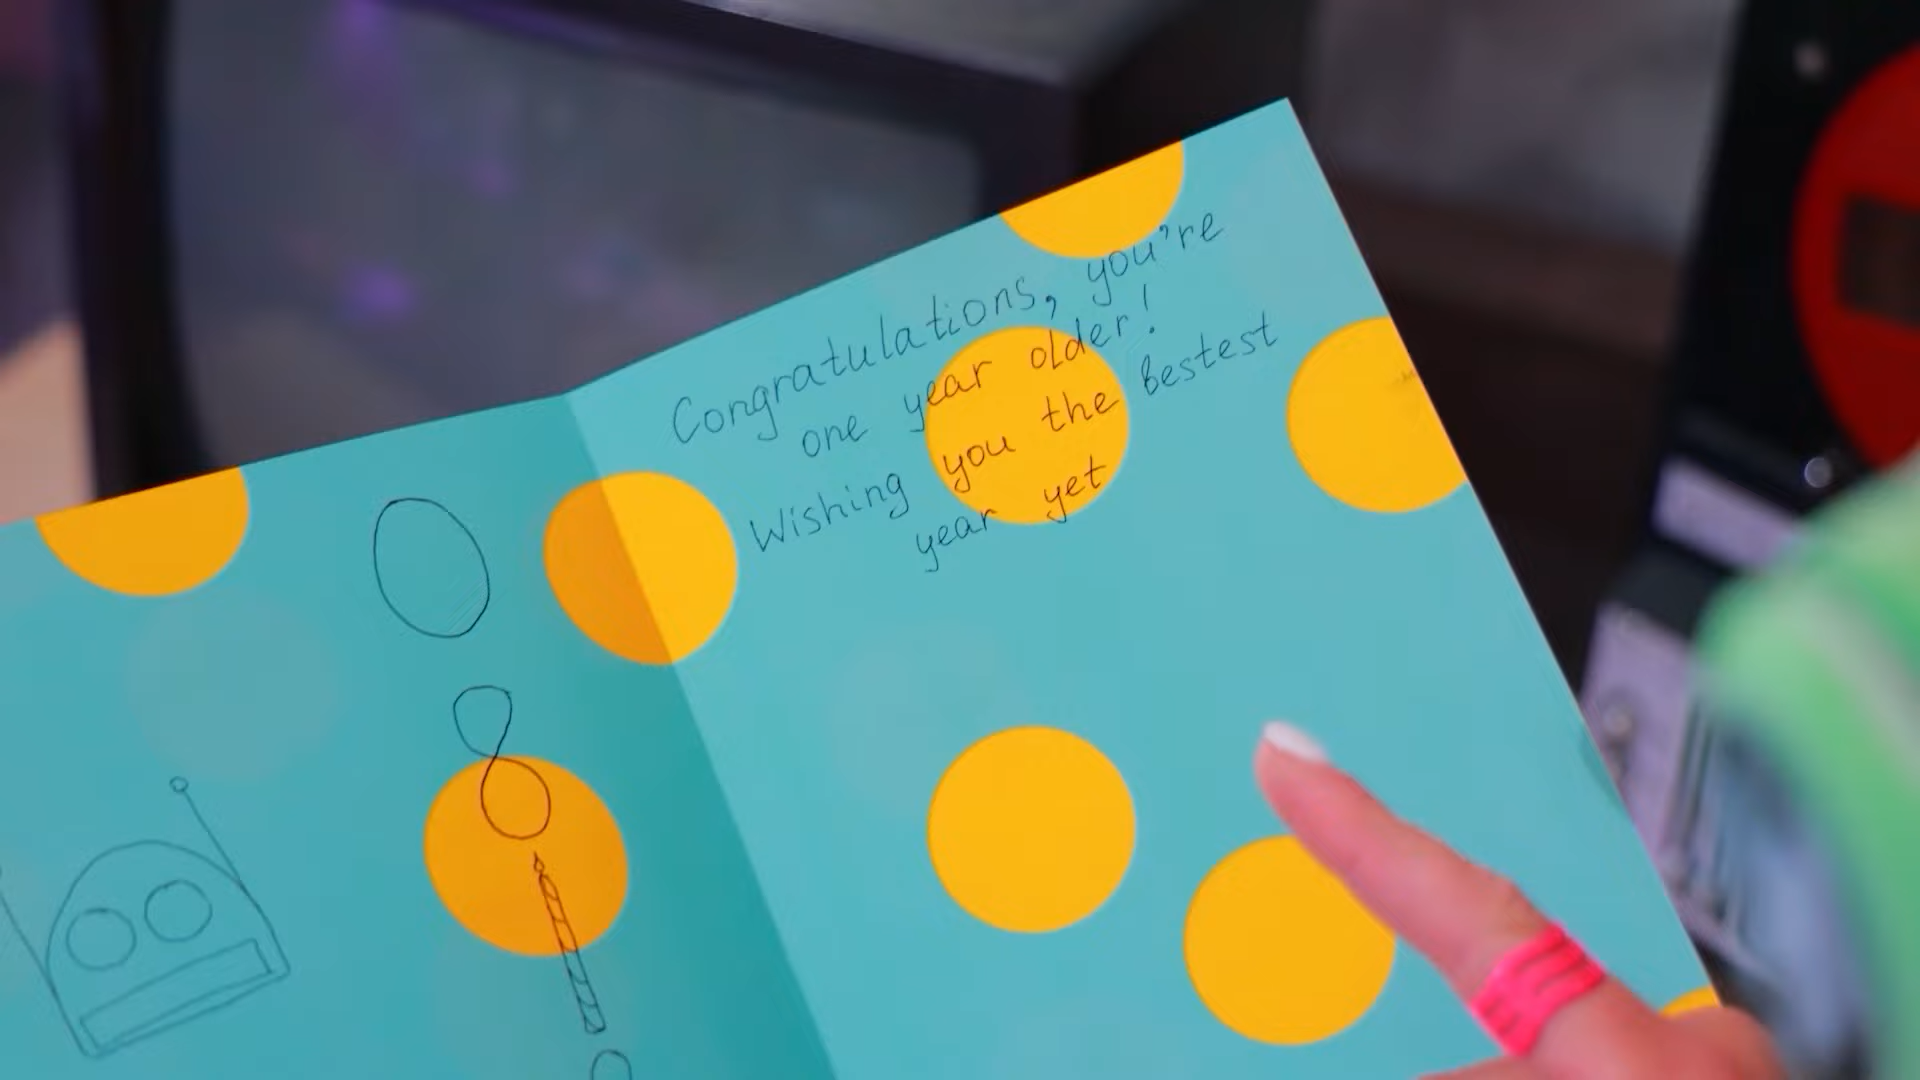 Congratulations, you're
one year older!
Wishing you the bestest
year yet